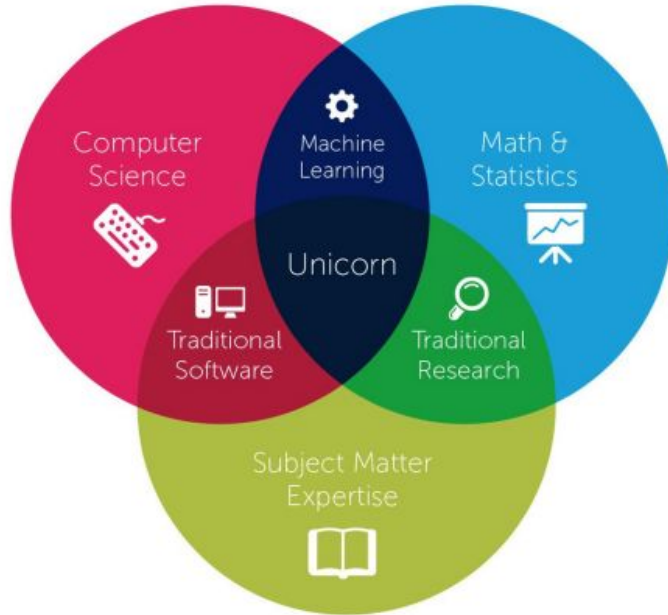 Computer
Science
Machine
Learning
Math &
Statistics
Unicorn
Traditional
Software
Traditional
Research
Subject Matter
Expertise